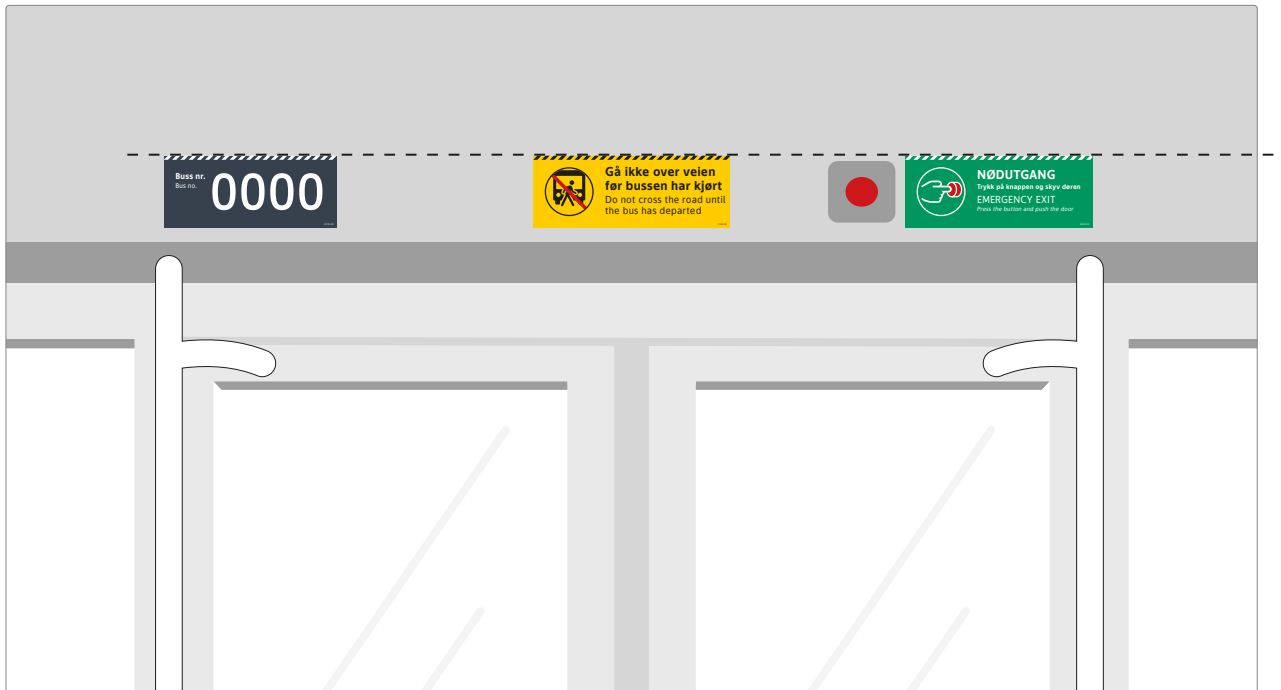 Buss nr.
Bus no.
0000
Gå ikke over veien
før bussen har kjørt
Do not cross the road until
the bus has departed
NØDUTGANG
Trykk på knappen og skyv døren
EMERGENCY EXIT
Press the button and push the door